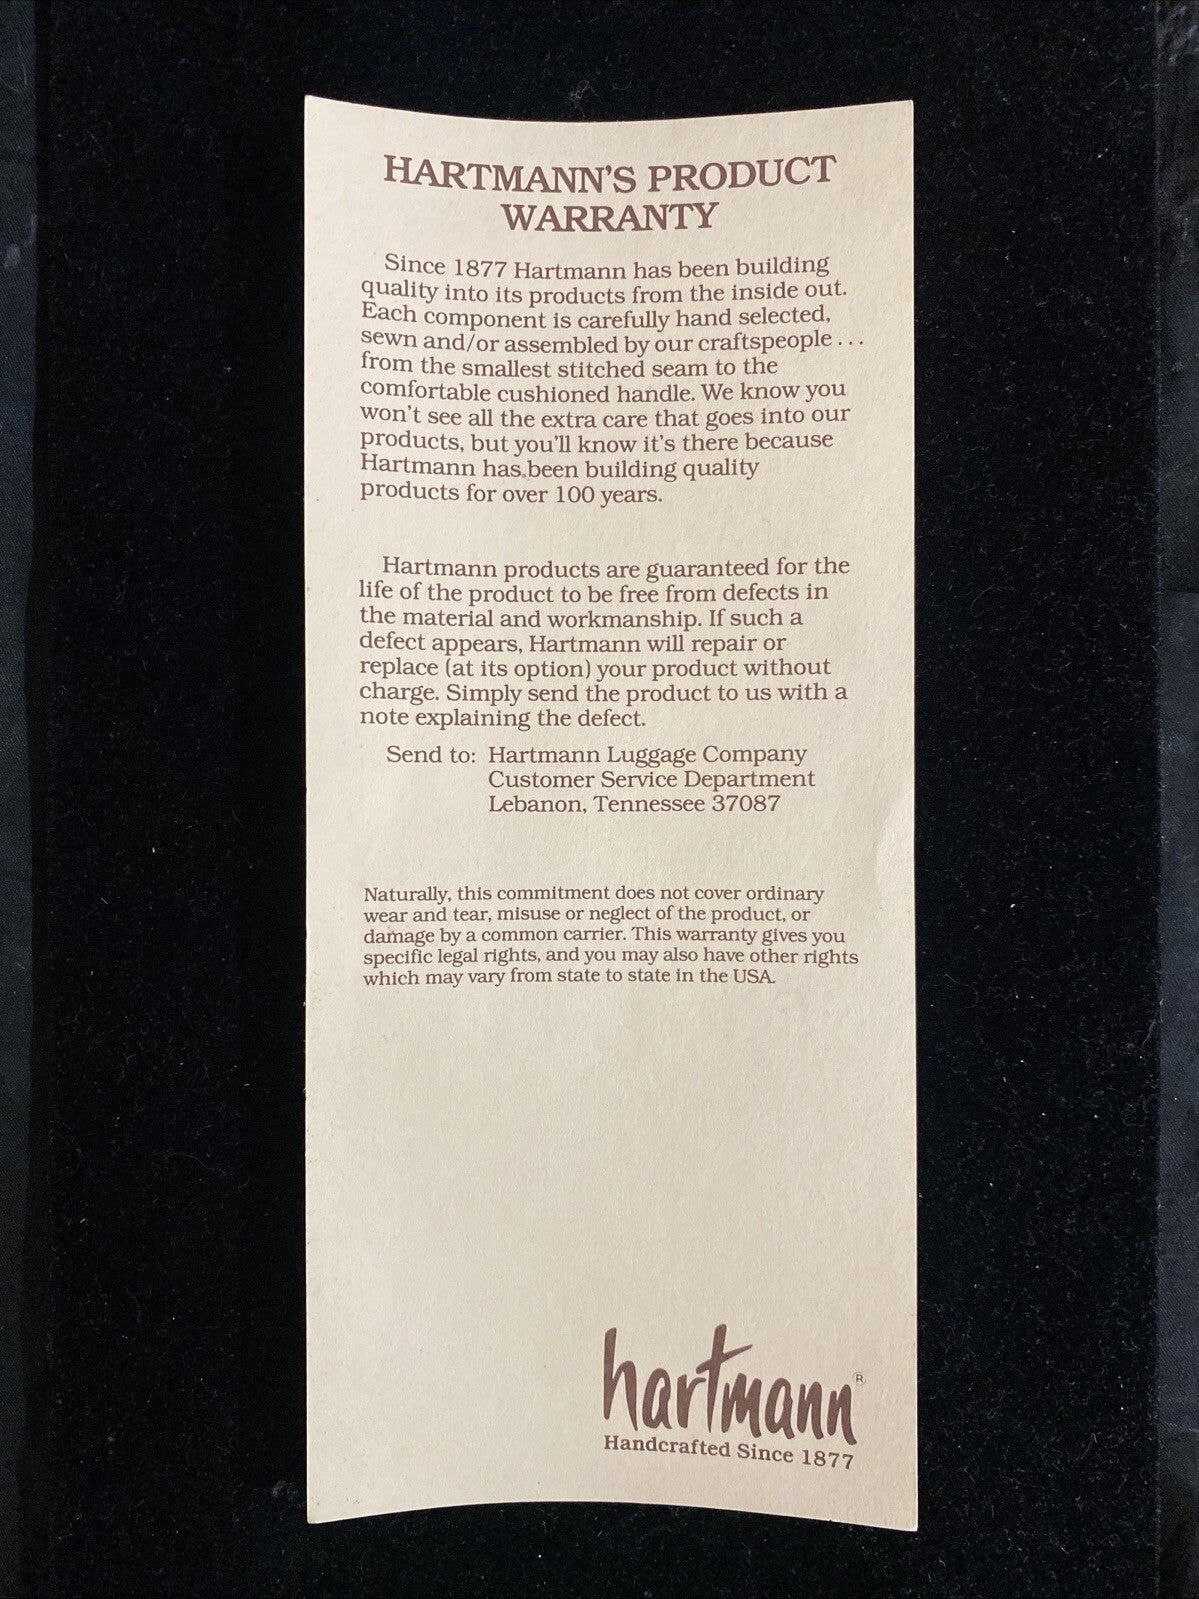 HARTMANN'S PRODUCT
WARRANTY
Since 1877 Hartmann has been building
quality into its products from the inside out.
Each component is carefully hand selected,
sewn and/or assembled by our craftspeople . . .
from the smallest stitched seam to the
comfortable cushioned handle. We know you
won't see all the extra care that goes into our
products, but you'll know it's there because
Hartmann has been building quality
products for over 100 years.
Hartmann products are guaranteed for the
life of the product to be free from defects in
the material and workmanship. If such a
defect appears, Hartmann will repair or
replace (at its option) your product without
charge. Simply send the product to us with a
note explaining the defect.
Send to: Hartmann Luggage Company
Customer Service Department
Lebanon, Tennessee 37087
Naturally, this commitment does not cover ordinary
wear and tear, misuse or neglect of the product, or
damage by a common carrier. This warranty gives you
specific legal rights, and you may also have other rights
which may vary from state to state in the USA.
hartmann®
Handcrafted Since 1877